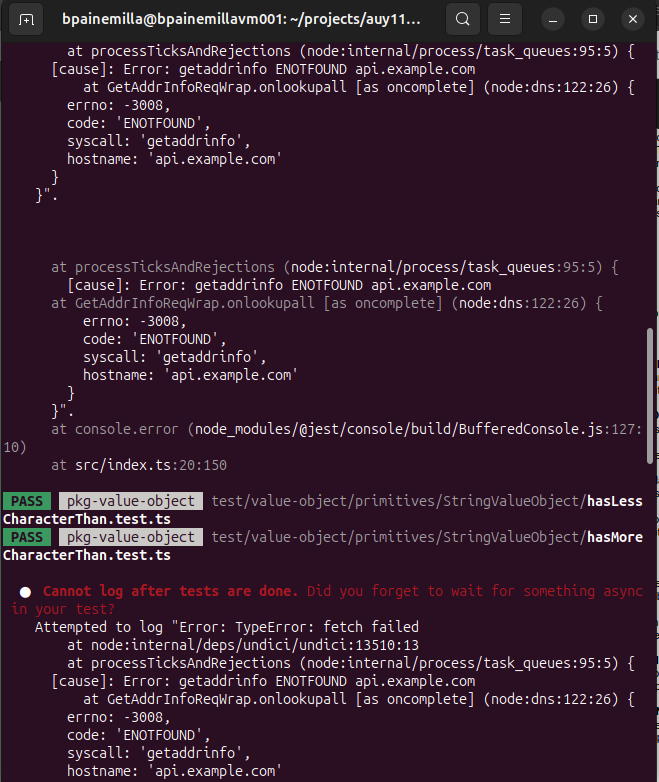 bpainemilla@bpainemillavm001: ~/projects/auy11...
at processTicksAndRejections (node:internal/process/task_queues:95:5) {
[cause]: Error: getaddrinfo ENOTFOUND api.example.com
at GetAddrInfoReqWrap.onlookupall [as oncomplete] (node:dns:122:26) {
errno: -3008,
code: 'ENOTFOUND',
syscall: 'getaddrinfo',
hostname: 'api.example.com'
}
}".
at processTicksAndRejections (node:internal/process/task_queues:95:5) {
[cause]: Error: getaddrinfo ENOTFOUND api.example.com
at GetAddrInfoReqWrap.onlookupall [as oncomplete] (node:dns:122:26) {
errno: -3008,
code: 'ENOTFOUND',
syscall: 'getaddrinfo',
hostname: 'api.example.com'
}
}".
at console.error (node_modules/@jest/console/build/BufferedConsole.js:127:
10)
at src/index.ts:20:150
PASS pkg-value-object test/value-object/primitives/StringValueObject/hasLess
CharacterThan.test.ts
PASS pkg-value-object test/value-object/primitives/StringValueObject/hasMore
CharacterThan.test.ts
● Cannot log after tests are done. Did you forget to wait for something async
in your test?
Attempted to log "Error: TypeError: fetch failed
at node:internal/deps/undici/undici:13510:13
at processTicksAndRejections (node:internal/process/task_queues:95:5) {
[cause]: Error: getaddrinfo ENOTFOUND api.example.com
at GetAddrInfoReqWrap.onlookupall [as oncomplete] (node:dns:122:26) {
errno: -3008,
code: 'ENOTFOUND',
syscall: 'getaddrinfo',
hostname: 'api.example.com'